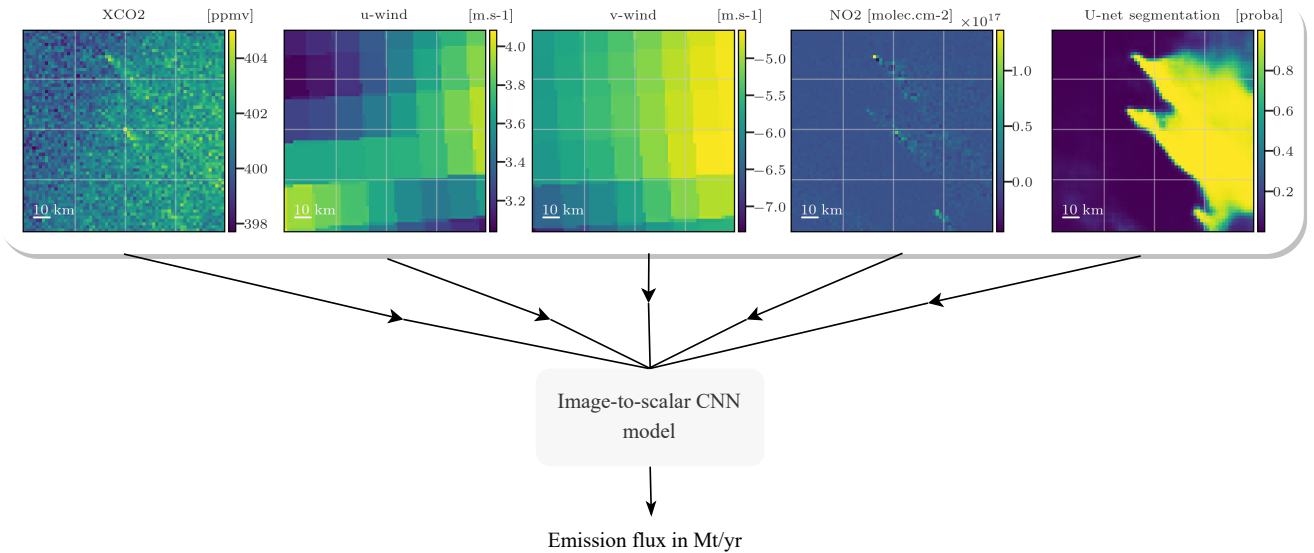 XCO2 [ppmv]
404
402
400
398
10 km
u-wind [m.s-1]
4.0
3.8
3.6
3.4
3.2
10 km
v-wind [m.s-1]
−5.0
−5.5
−6.0
−6.5
−7.0
10 km
NO2 [molec.cm-2] ×10¹⁷
1.0
0.5
0.0
10 km
U-net segmentation [proba]
0.8
0.6
0.4
0.2
10 km
Image-to-scalar CNN
model
Emission flux in Mt/yr